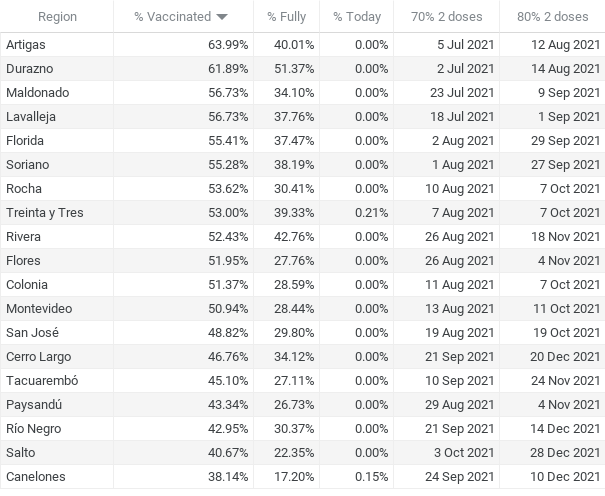 Region % Vaccinated % Fully % Today 70% 2 doses 80% 2 doses
Artigas 63.99% 40.01% 0.00% 5 Jul 2021 12 Aug 2021
Durazno 61.89% 51.37% 0.00% 2 Jul 2021 14 Aug 2021
Maldonado 56.73% 34.10% 0.00% 23 Jul 2021 9 Sep 2021
Lavalleja 56.73% 37.76% 0.00% 18 Jul 2021 1 Sep 2021
Florida 55.41% 37.47% 0.00% 2 Aug 2021 29 Sep 2021
Soriano 55.28% 38.19% 0.00% 1 Aug 2021 27 Sep 2021
Rocha 53.62% 30.41% 0.00% 10 Aug 2021 7 Oct 2021
Treinta y Tres 53.00% 39.33% 0.21% 7 Aug 2021 7 Oct 2021
Rivera 52.43% 42.76% 0.00% 26 Aug 2021 18 Nov 2021
Flores 51.95% 27.76% 0.00% 26 Aug 2021 4 Nov 2021
Colonia 51.37% 28.59% 0.00% 11 Aug 2021 7 Oct 2021
Montevideo 50.94% 28.44% 0.00% 13 Aug 2021 11 Oct 2021
San José 48.82% 29.80% 0.00% 19 Aug 2021 19 Oct 2021
Cerro Largo 46.76% 34.12% 0.00% 21 Sep 2021 20 Dec 2021
Tacuarembó 45.10% 27.11% 0.00% 10 Sep 2021 24 Nov 2021
Paysandú 43.34% 26.73% 0.00% 29 Aug 2021 4 Nov 2021
Río Negro 42.95% 30.37% 0.00% 21 Sep 2021 14 Dec 2021
Salto 40.67% 22.35% 0.00% 3 Oct 2021 28 Dec 2021
Canelones 38.14% 17.20% 0.15% 24 Sep 2021 10 Dec 2021